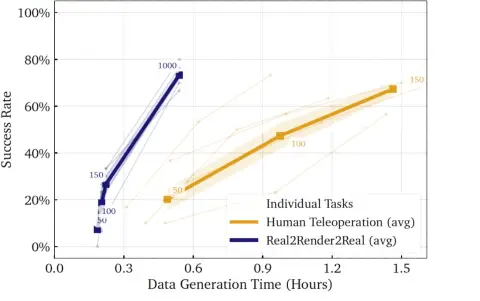 100%
80%
60%
40%
20%
0%
Success Rate
1000
150
100
50
50
100
150
Individual Tasks
Human Teleoperation (avg)
Real2Render2Real (avg)
0.0 0.3 0.6 0.9 1.2 1.5
Data Generation Time (Hours)